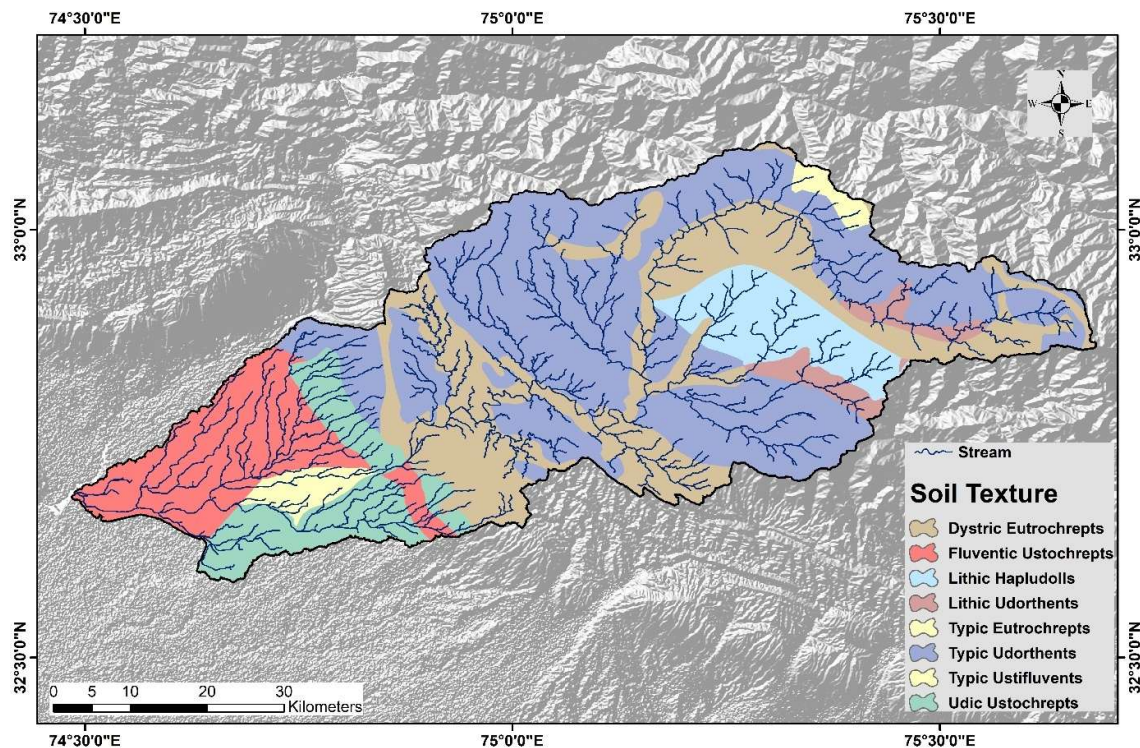 74°30'0"E 75°0'0"E 75°30'0"E
N
W E
S
33°0'0"N 33°0'0"N
Stream
Soil Texture
Dystric Eutrochrepts
Fluventic Ustochrepts
Lithic Hapludolls
Lithic Udorthents
Typic Eutrochrepts
Typic Udorthents
Typic Ustifluvents
Udic Ustochrepts
32°30'0"N 32°30'0"N
0 5 10 20 30
Kilometers
74°30'0"E 75°0'0"E 75°30'0"E